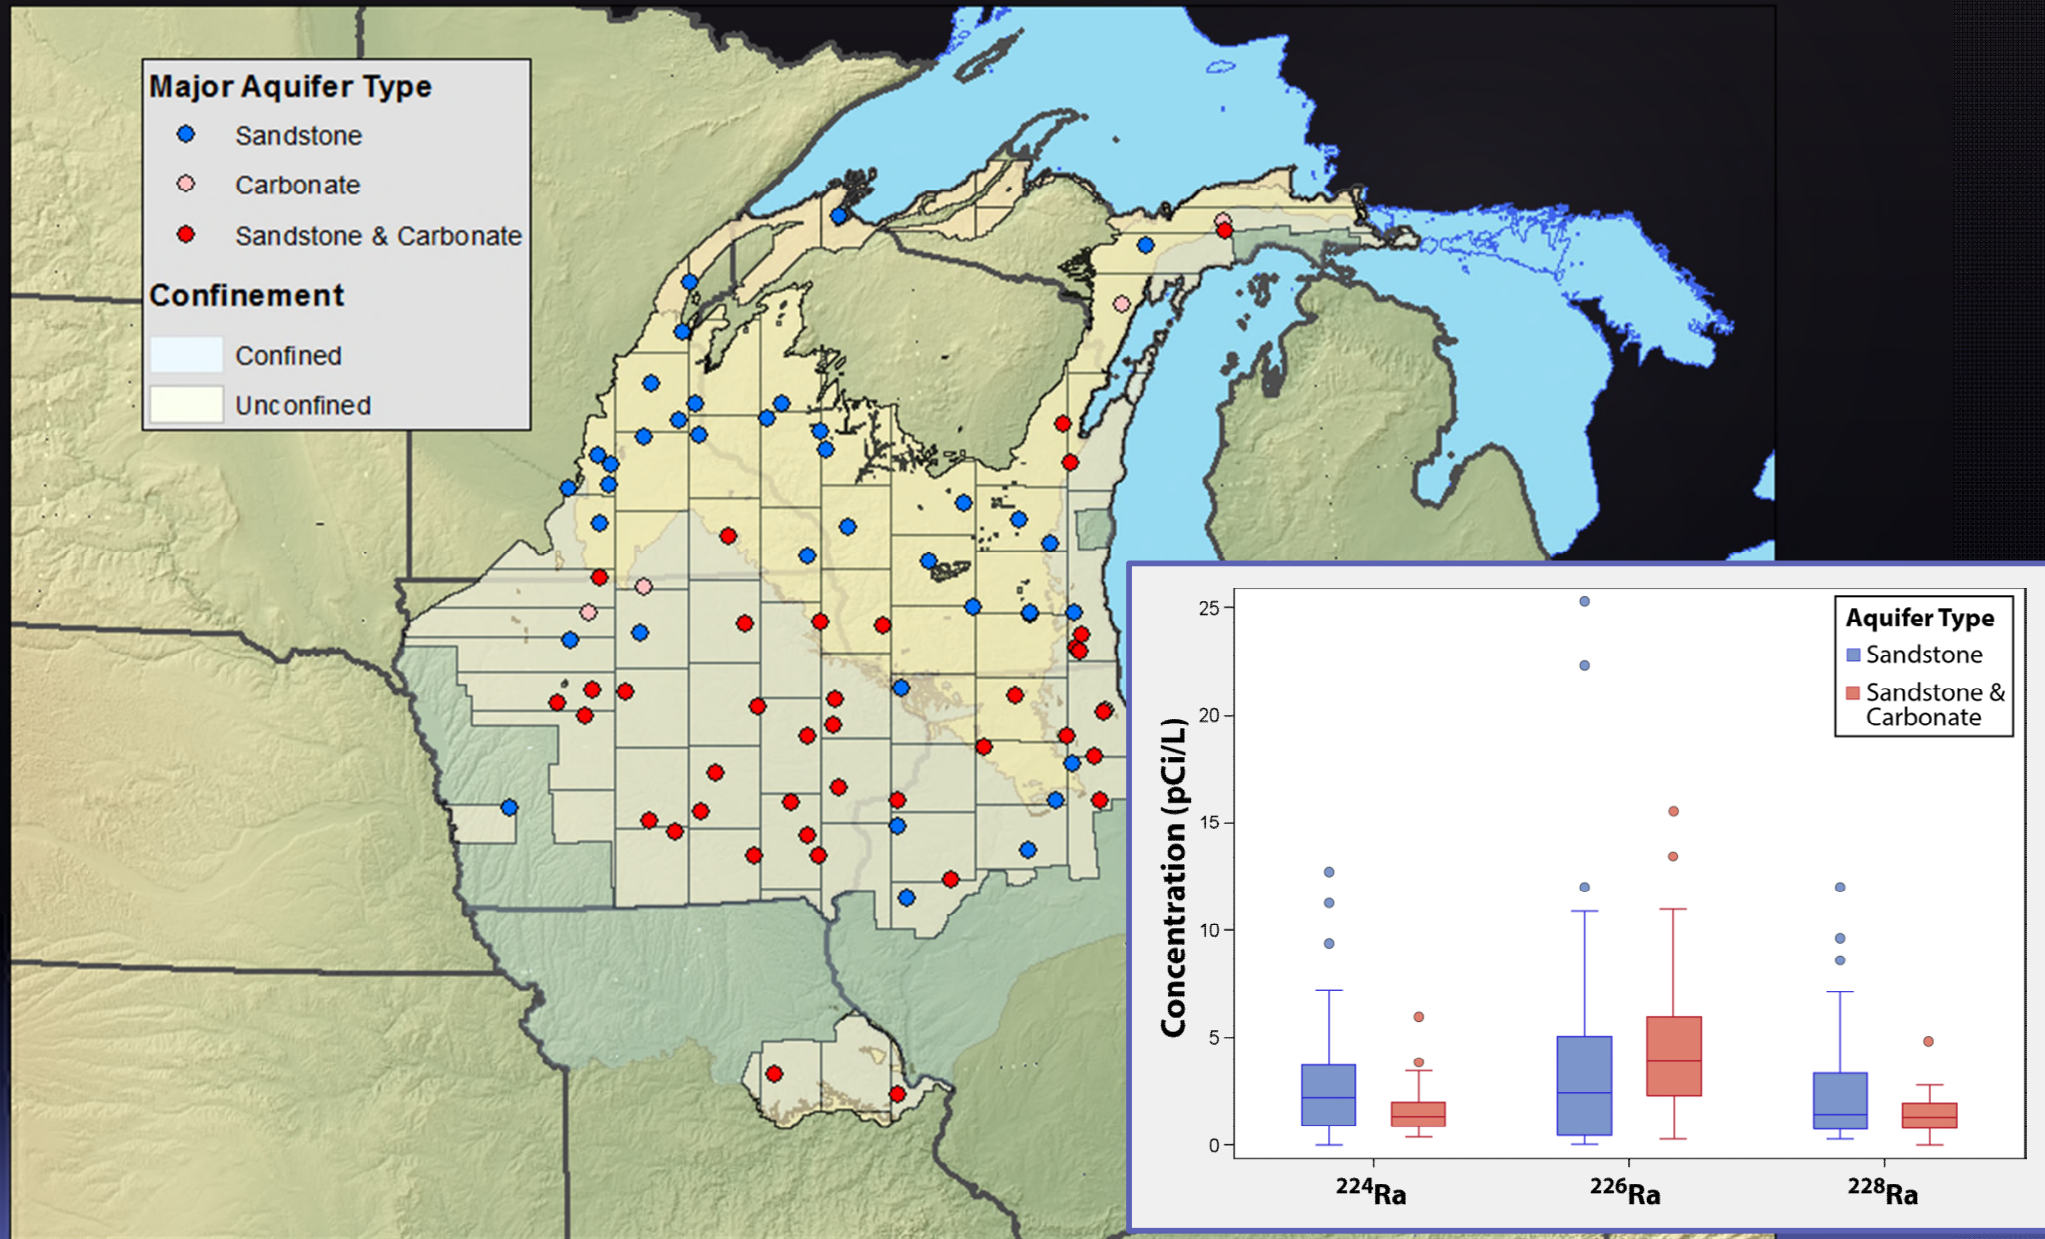 Major Aquifer Type
Sandstone
Carbonate
Sandstone & Carbonate
Confinement
Confined
Unconfined
Aquifer Type
Sandstone
Sandstone &
Carbonate
Concentration (pCi/L)
25
20
15
10
5
0
²²⁴Ra
²²⁶Ra
²²⁸Ra